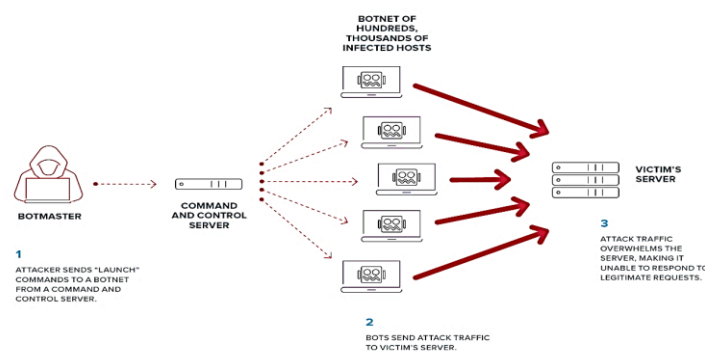 BOTNET OF
HUNDREDS,
THOUSANDS OF
INFECTED HOSTS
BOTMASTER
COMMAND
AND CONTROL
SERVER
VICTIM'S
SERVER
1
ATTACKER SENDS "LAUNCH"
COMMANDS TO A BOTNET
FROM A COMMAND AND
CONTROL SERVER.
2
BOTS SEND ATTACK TRAFFIC
TO VICTIM'S SERVER.
3
ATTACK TRAFFIC
OVERWHELMS THE
SERVER, MAKING IT
UNABLE TO RESPOND TO
LEGITIMATE REQUESTS.